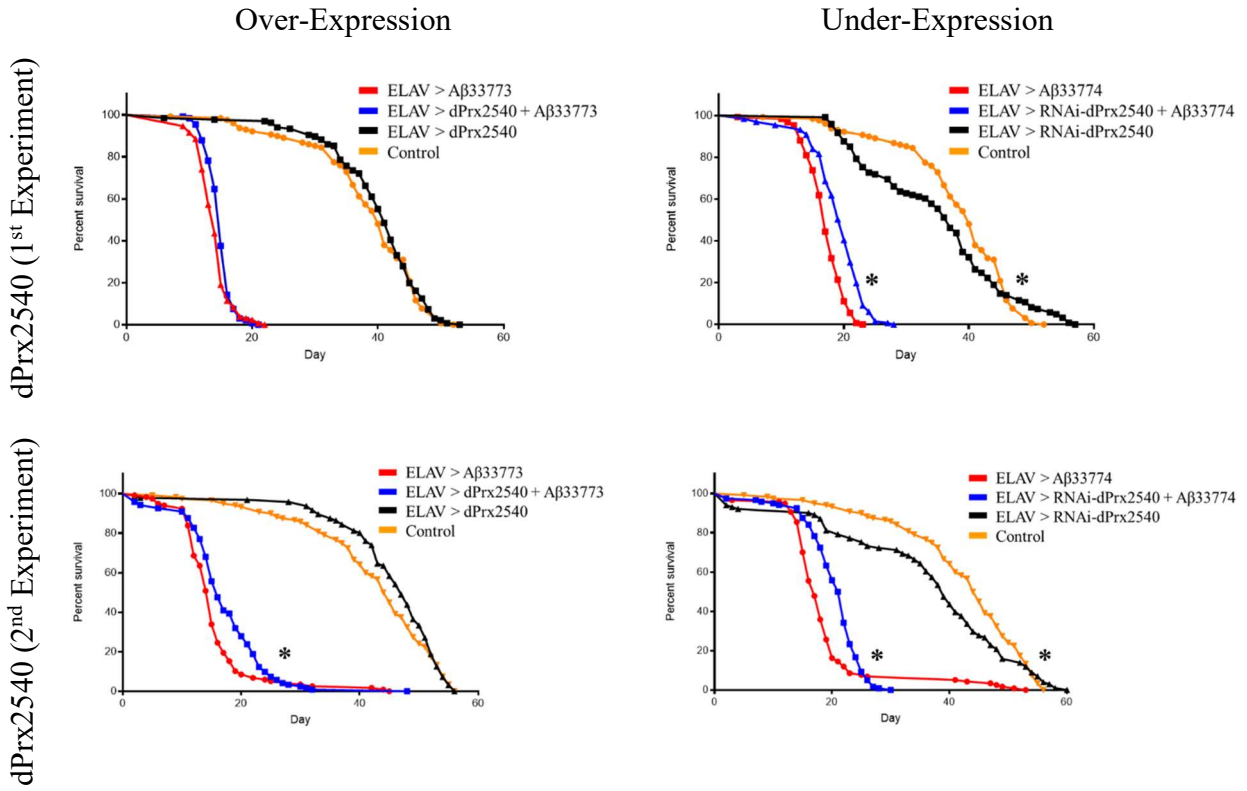 Over-Expression
Under-Expression
dPrx2540 (1st Experiment)
ELAV > Aβ33773
ELAV > dPrx2540 + Aβ33773
ELAV > dPrx2540
Control
Percent survival
100
80
60
40
20
0
0 20 40 60
Day
ELAV > Aβ33774
ELAV > RNAi-dPrx2540 + Aβ33774
ELAV > RNAi-dPrx2540
Control
Percent survival
100
80
60
40
20
0
* *
0 20 40 60
Day
dPrx2540 (2nd Experiment)
ELAV > Aβ33773
ELAV > dPrx2540 + Aβ33773
ELAV > dPrx2540
Control
Percent survival
100
80
60
40
20
0
*
0 20 40 60
Day
ELAV > Aβ33774
ELAV > RNAi-dPrx2540 + Aβ33774
ELAV > RNAi-dPrx2540
Control
Percent survival
100
80
60
40
20
0
* *
0 20 40 60
Day